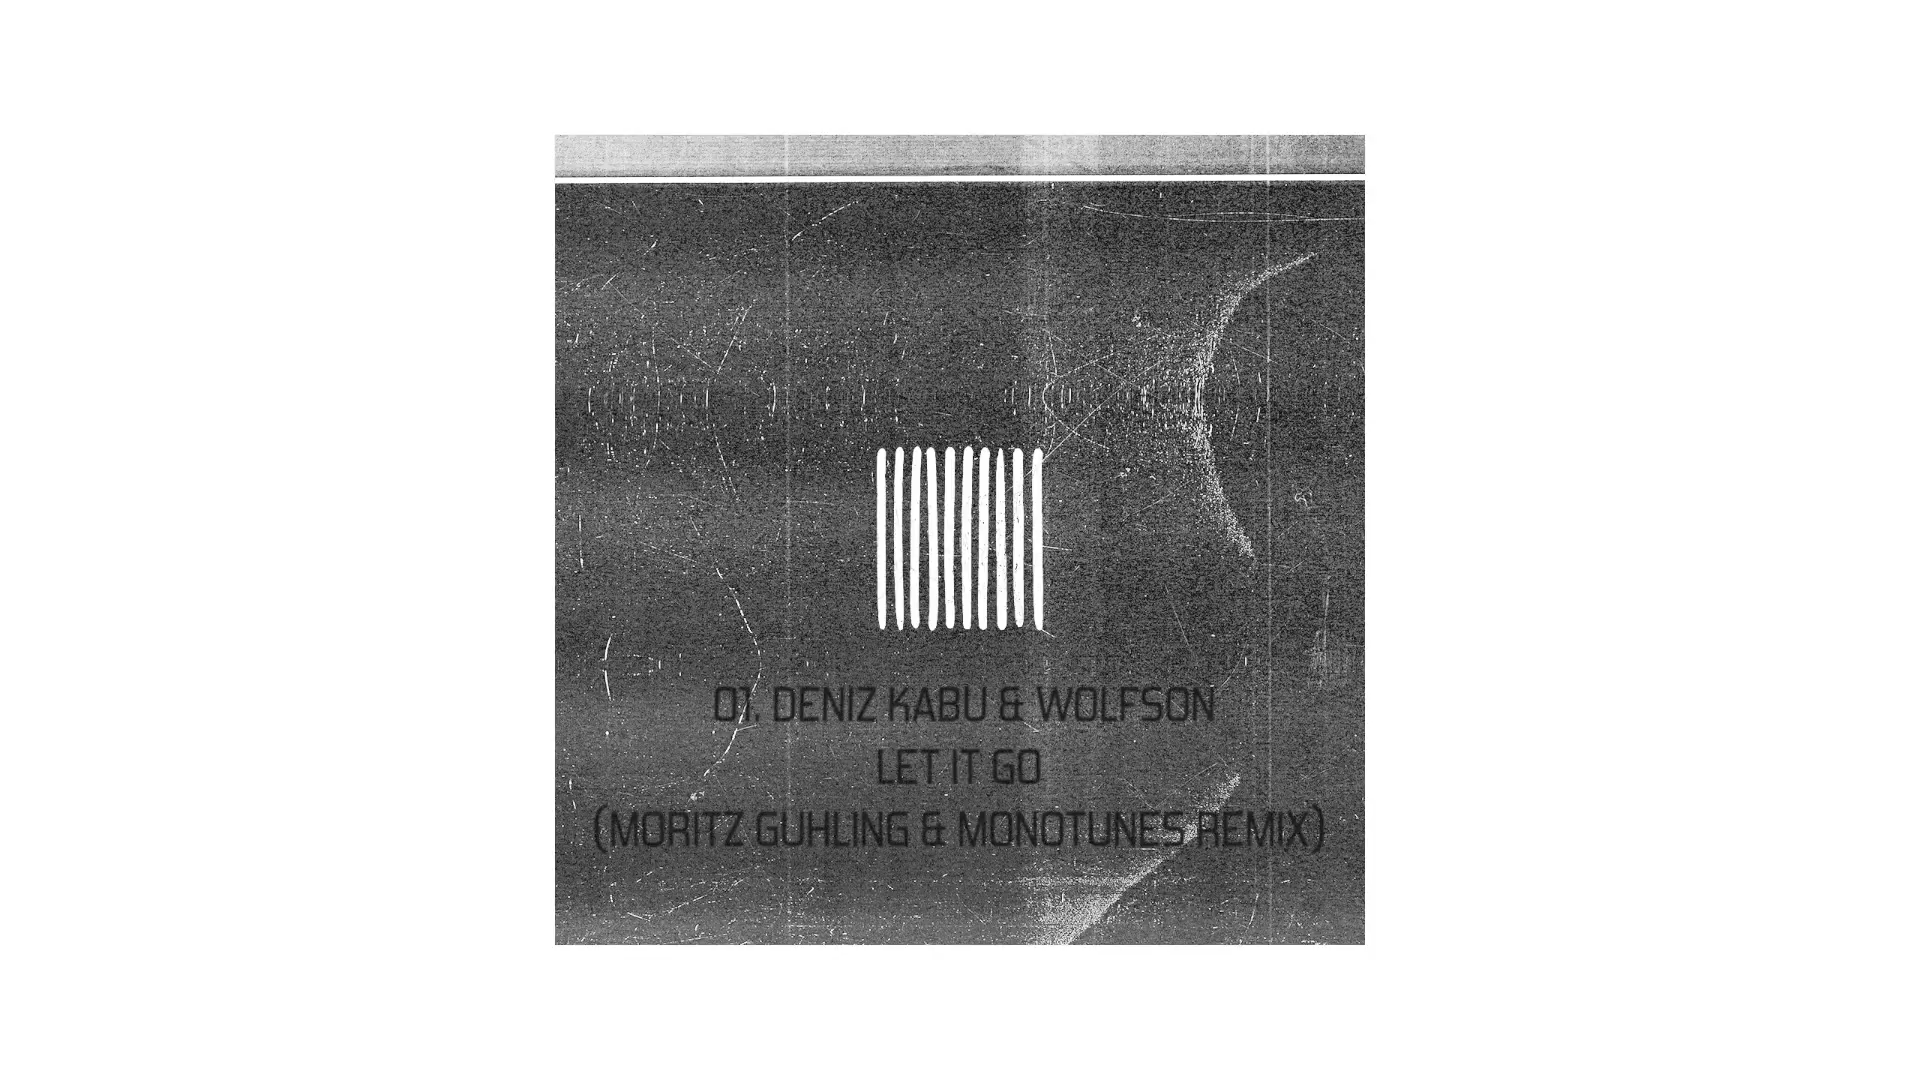 01. DENIZ KABU & WOLFSON
LET IT GO
(MORITZ GUHLING & MONOTUNES REMIX)